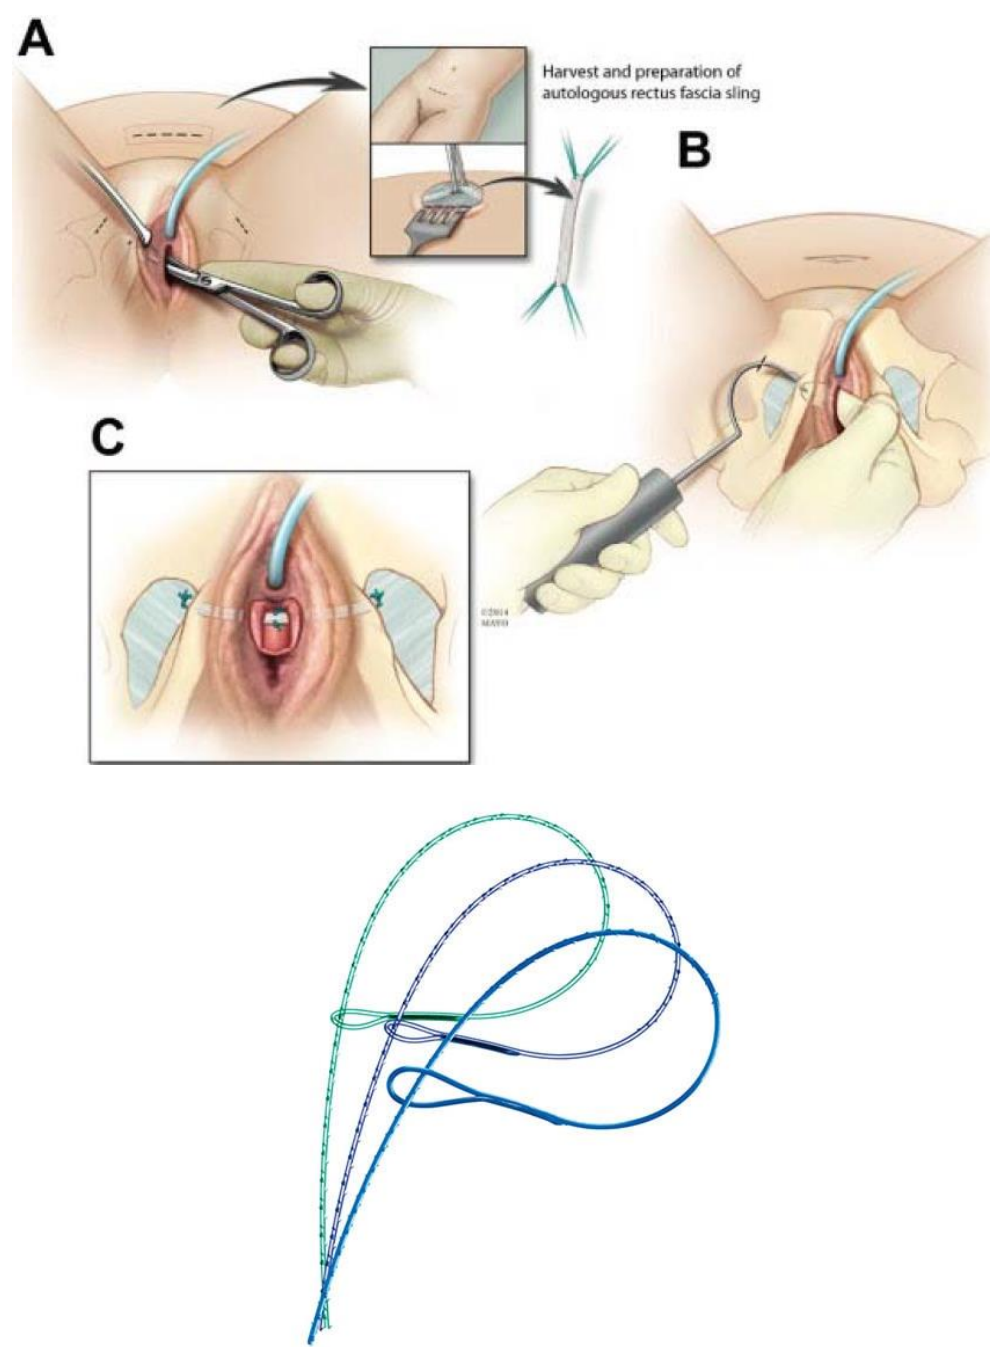 A
Harvest and preparation of
autologous rectus fascia sling
B
C
©2014
MAYO